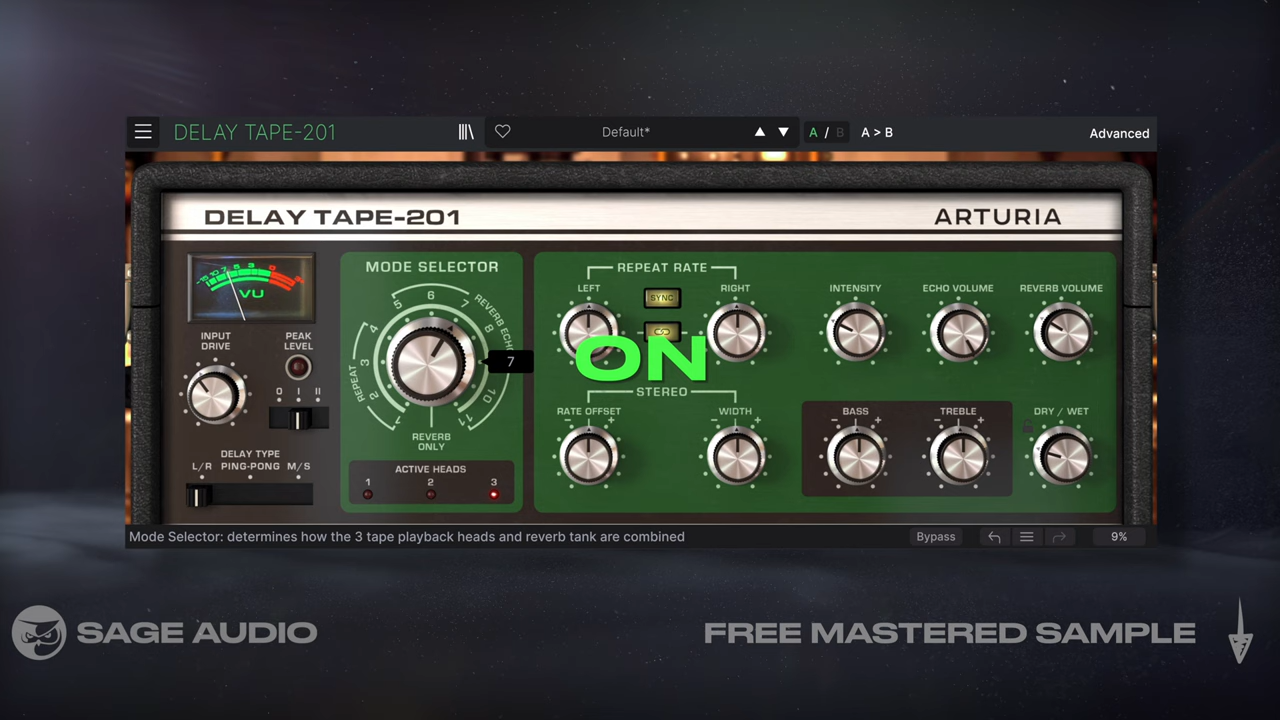 DELAY TAPE-201
Default*
A / B
A > B
Advanced
DELAY TAPE-201
ARTURIA
VU
INPUT
DRIVE
PEAK
LEVEL
0 I II
DELAY TYPE
L/R PING-PONG M/S
MODE SELECTOR
REPEAT
REVERB ECHO
2 3 4 6 7 8 10 11
7
REVERB
ONLY
ACTIVE HEADS
1 2 3
REPEAT RATE
LEFT
SYNC
RIGHT
ON
STEREO
RATE OFFSET
WIDTH
INTENSITY
ECHO VOLUME
REVERB VOLUME
BASS
TREBLE
DRY / WET
Mode Selector: determines how the 3 tape playback heads and reverb tank are combined
Bypass
9%
SAGE AUDIO
FREE MASTERED SAMPLE